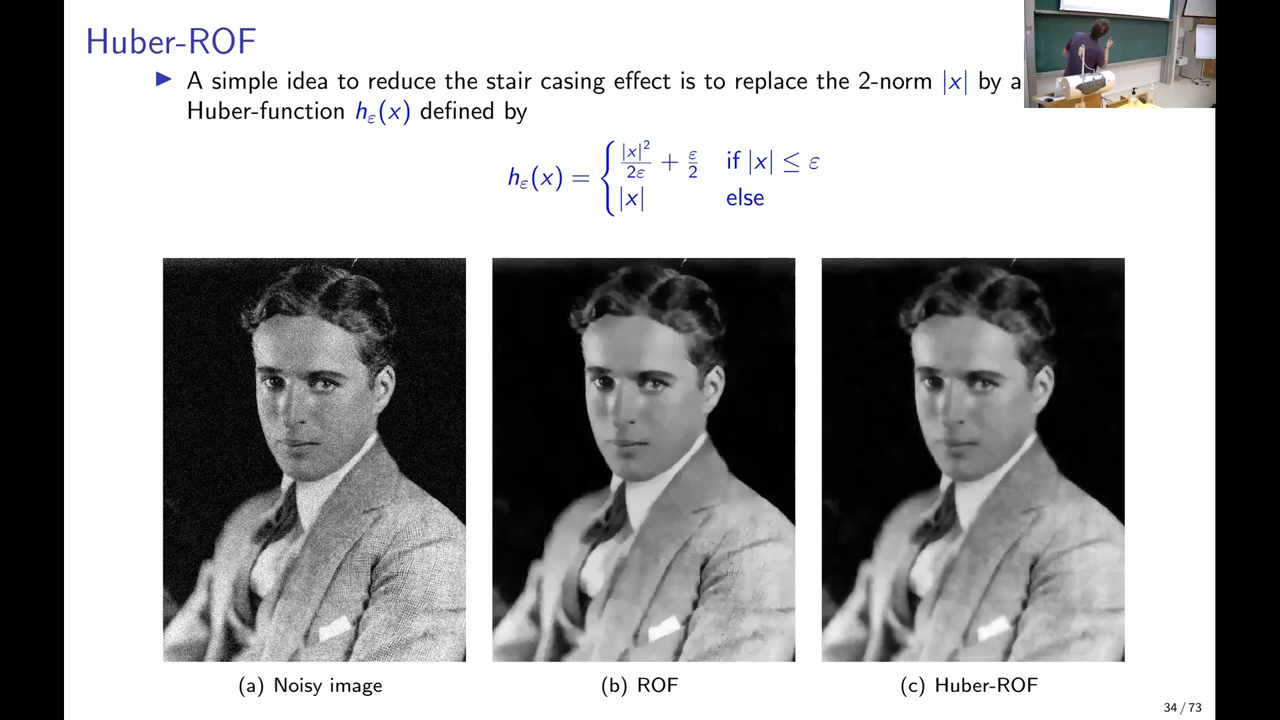 Huber-ROF
▶ A simple idea to reduce the stair casing effect is to replace the 2-norm |x| by a
Huber-function hε(x) defined by
hε(x) = { |x|²/2ε + ε/2 if |x| ≤ ε
|x| else
(a) Noisy image (b) ROF (c) Huber-ROF
34 / 73